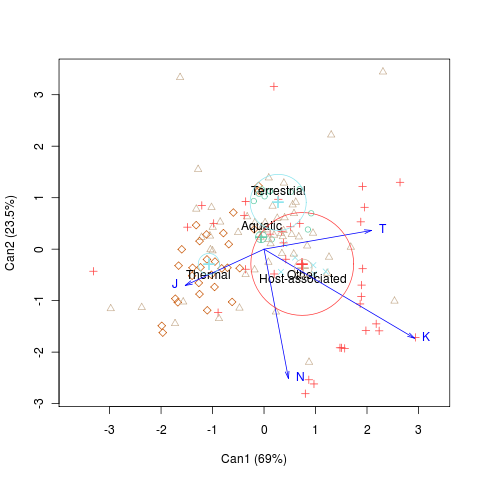 3
2
1
0
-1
-2
-3
Can2 (23.5%)
Terrestrial
Aquatic
T
Thermal
Other
Host-associated
J
K
N
-3
-2
-1
0
1
2
3
Can1 (69%)